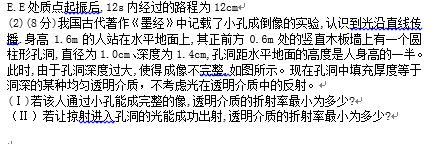 E.E处质点起振后,12s内经过的路程为12cm
(2)(8分)我国古代著作《墨经》中记载了小孔成倒像的实验,认识到光沿直线传
播.身高1.6m的人站在水平地面上,其正前方0.6m处的竖直木板墙上有一个圆
柱形孔洞,直径为1.0cm、深度为1.4cm,孔洞距水平地面的高度是人身高的一半。
此时,由于孔洞深度过大,使得成像不完整,如图所示。现在孔洞中填充厚度等于
洞深的某种均匀透明介质，不考虑光在透明介质中的反射。
(Ⅰ)若该人通过小孔能成完整的像,透明介质的折射率最小为多少?
(Ⅱ)若让掠射进入孔洞的光能成功出射,透明介质的折射率最小为多少?